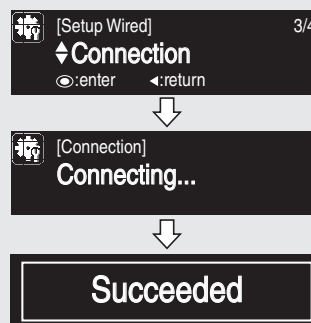 [Setup Wired] 3/4
Connection
:enter :return
[Connection]
Connecting...
Succeeded